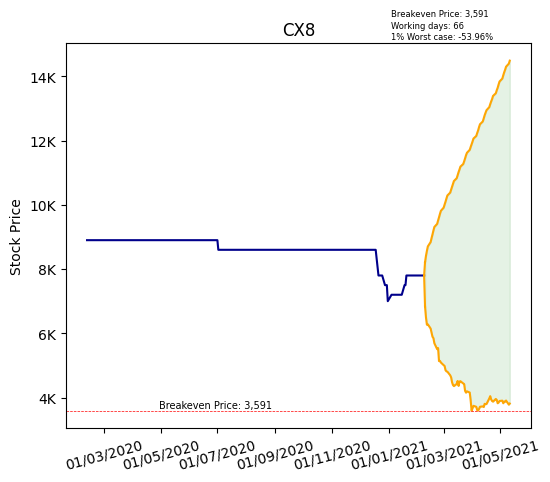 Breakeven Price: 3,591
Working days: 66
1% Worst case: -53.96%
CX8
Stock Price
14K
12K
10K
8K
6K
4K
Breakeven Price: 3,591
01/03/2020
01/05/2020
01/07/2020
01/09/2020
01/11/2020
01/01/2021
01/03/2021
01/05/2021